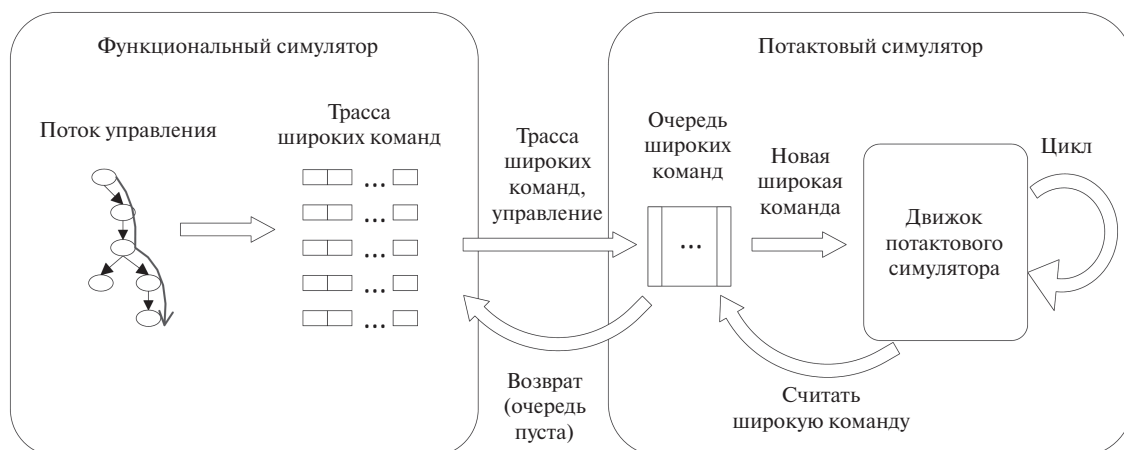 Функциональный симулятор
Поток управления
Трасса
широких команд
...
...
...
...
...
Трасса
широких
команд,
управление
Возврат
(очередь
пуста)
Потактовый симулятор
Очередь
широких
команд
...
Новая
широкая
команда
Движок
потактового
симулятора
Цикл
Считать
широкую команду